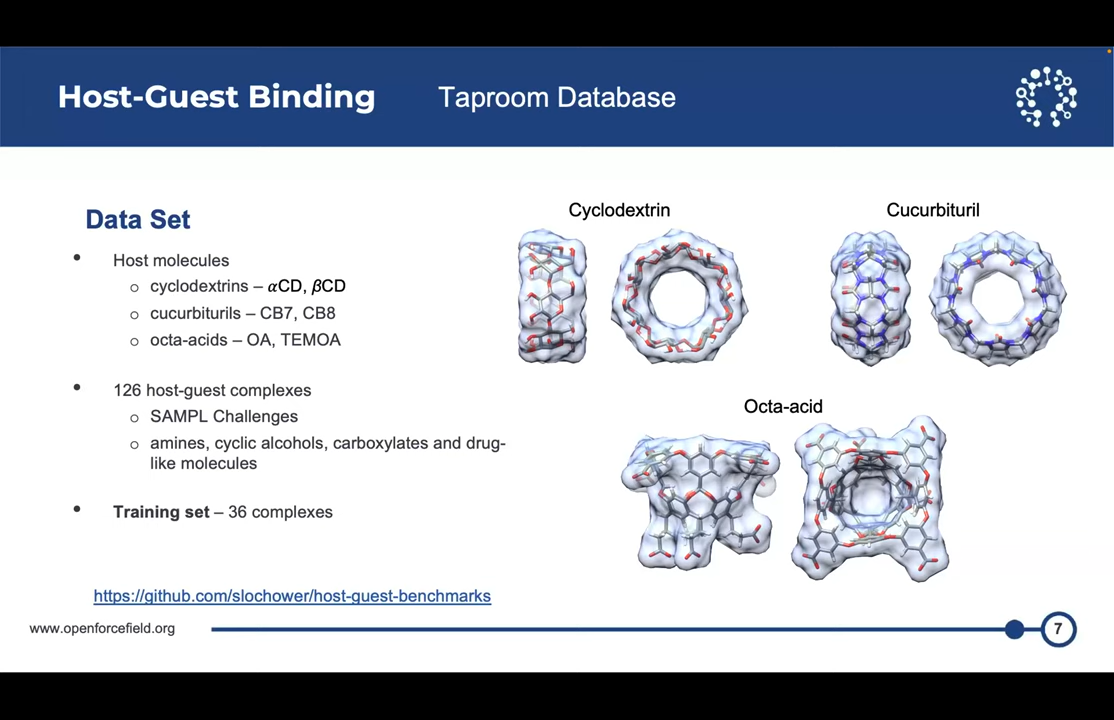 Host-Guest Binding
Taproom Database
Data Set
• Host molecules
o cyclodextrins – αCD, βCD
o cucurbiturils – CB7, CB8
o octa-acids – OA, TEMOA
• 126 host-guest complexes
o SAMPL Challenges
o amines, cyclic alcohols, carboxylates and drug-
like molecules
• Training set – 36 complexes
https://github.com/slochower/host-guest-benchmarks
Cyclodextrin
Cucurbituril
Octa-acid
www.openforcefield.org
7